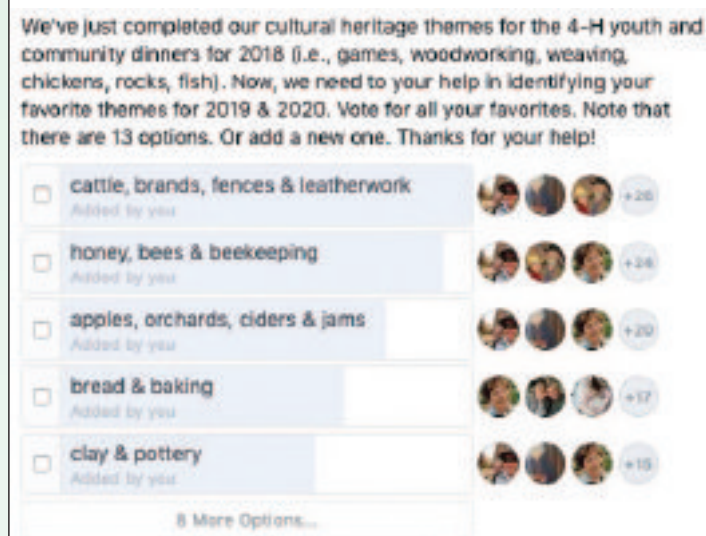 We've just completed our cultural heritage themes for the 4-H youth and
community dinners for 2018 (i.e., games, woodworking, weaving,
chickens, rocks, fish). Now, we need to your help in identifying your
favorite themes for 2019 & 2020. Vote for all your favorites. Note that
there are 13 options. Or add a new one. Thanks for your help!
cattle, brands, fences & leatherwork
Added by you
honey, bees & beekeeping
Added by you
apples, orchards, ciders & jams
Added by you
+20
bread & baking
Added by you
+17
clay & pottery
Added by you
8 More Options...